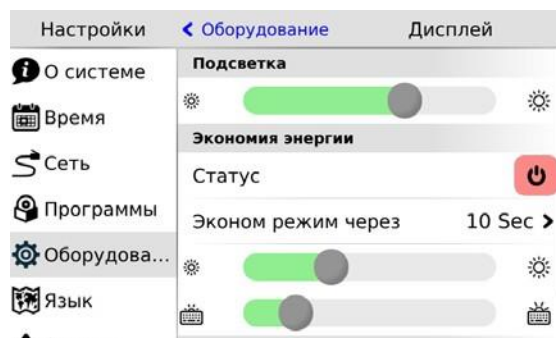 Настройки
Оборудование
Дисплей
О системе
Время
Сеть
Программы
Оборудова...
Язык
Подсветка
Экономия энергии
Статус
Эконом режим через 10 Sec